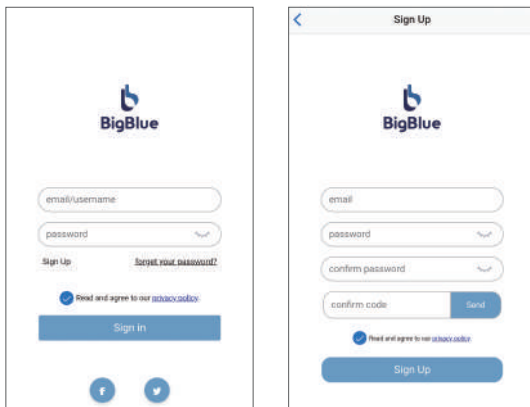 BigBlue
email/username
password
Sign Up forget your password?
Read and agree to our privacy policy.
Sign in
Sign Up
BigBlue
email
password
confirm password
confirm code Send
Read and agree to our privacy policy.
Sign Up